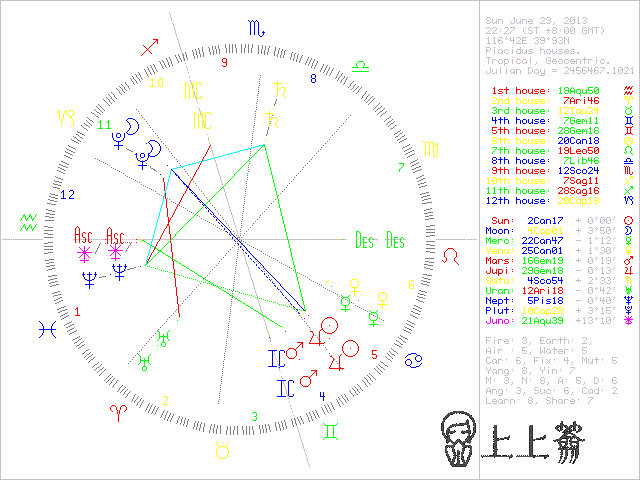 Sun June 23, 2013
22:27 (ST +8:00 GMT)
116°42E 39°93N
Placidus houses.
Tropical, Geocentric.
Julian Day = 2456467.1021
1st house: 19Aqu50
2nd house: 7Ari46
3rd house: 12Tau24
4th house: 7Gem11
5th house: 28Gem16
6th house: 20Can18
7th house: 19Leo50
8th house: 7Lib46
9th house: 12Sco24
10th house: 7Sag11
11th house: 28Sag16
12th house: 20Cap18
Sun: 2Can17 + 0°00'
Moon: 4Cap01 + 3°50'
Merc: 22Can47 - 1°12'
Venu: 25Can01 + 1°30'
Mars: 16Gem19 + 0°19'
Jupi: 29Gem18 - 0°13'
Satu: 4Sco54 + 2°33'
Uran: 12Ari18 - 0°42'
Nept: 5Pis18 - 0°40'
Plut: 10Cap28 + 3°15'
Juno: 21Aqu39 +13°10'
Fire: 3, Earth: 2,
Air : 5, Water: 5
Car: 6, Fix: 4, Mut: 5
Yang: 8, Yin: 7
M: 3, N: 8, A: 5, D: 6
Ang: 3, Suc: 6, Cad: 2
Learn: 8, Share: 7
9
8
10
MC
MC
11
7
12
Asc Asc
Des Des
1
6
2
3
IC
IC
4
5
上上籤